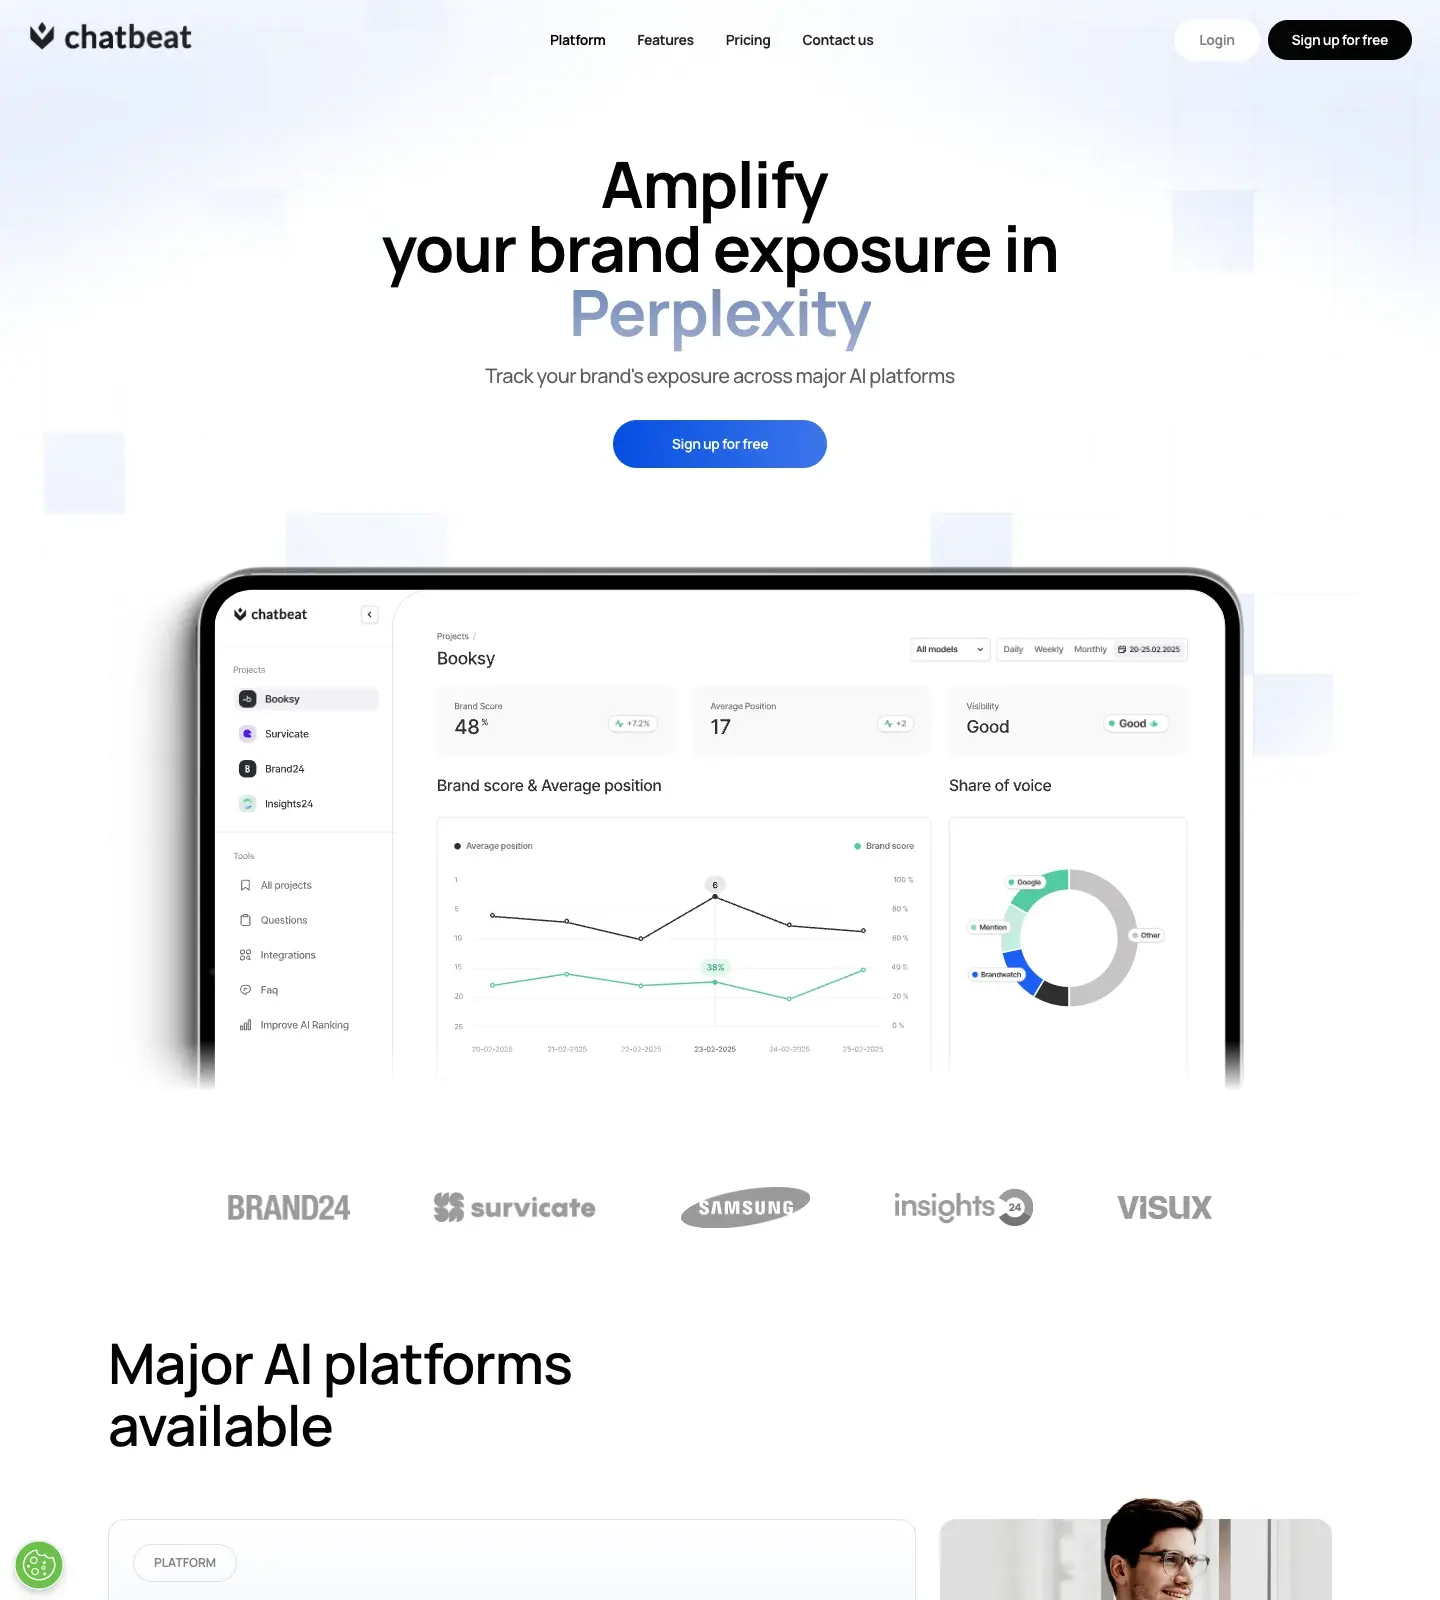 chatbeat
Platform
Features
Pricing
Contact us
Login
Sign up for free
Amplify
your brand exposure in
Perplexity
Track your brand's exposure across major AI platforms
Sign up for free
chatbeat
Projects
Booksy
Survicate
B Brand24
Insights24
Tools
All projects
Questions
Integrations
Faq
Improve AI Ranking
Projects /
Booksy
All models
Daily
Weekly
Monthly
20-25.02.2025
Brand Score
48%
+7.2%
Average Position
17
+2
Visibility
Good
Good
Brand score & Average position
Average position
Brand score
1
5
10
15
20
25
6
38%
100 %
80 %
60 %
40 %
20 %
0 %
20-02-2025
21-02-2025
22-02-2025
23-02-2025
24-02-2025
25-02-2025
Share of voice
Google
Mention
Brandwatch
Other
BRAND24
survicate
SAMSUNG
insights 24
VISUX
Major AI platforms
available
PLATFORM